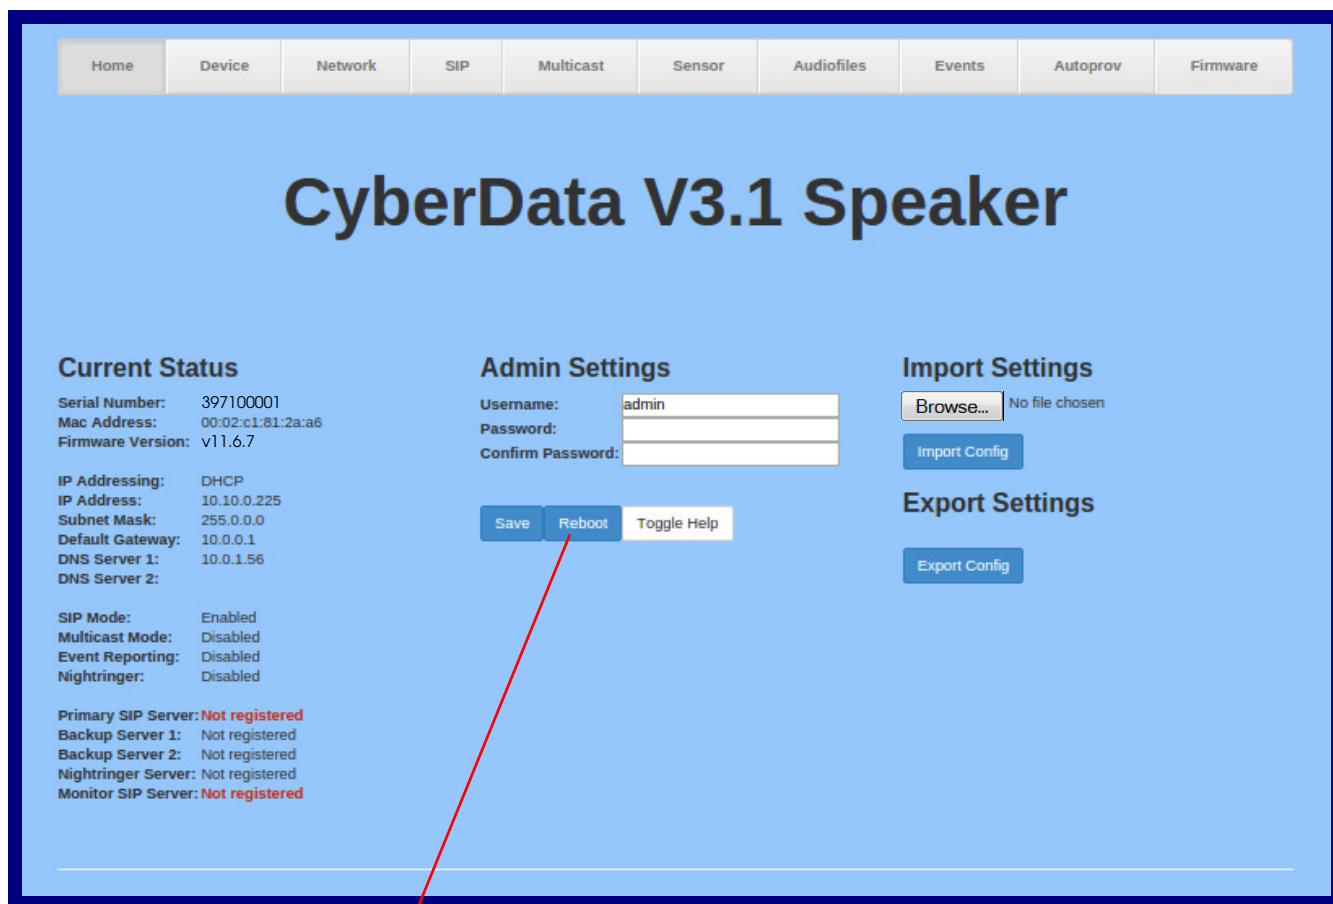 Home Device Network SIP Multicast Sensor Audiofiles Events Autoprov Firmware
CyberData V3.1 Speaker
Current Status
Serial Number: 397100001
Mac Address: 00:02:c1:81:2a:a6
Firmware Version: v11.6.7
IP Addressing: DHCP
IP Address: 10.10.0.225
Subnet Mask: 255.0.0.0
Default Gateway: 10.0.0.1
DNS Server 1: 10.0.1.56
DNS Server 2:
SIP Mode: Enabled
Multicast Mode: Disabled
Event Reporting: Disabled
Nightringer: Disabled
Primary SIP Server: Not registered
Backup Server 1: Not registered
Backup Server 2: Not registered
Nightringer Server: Not registered
Monitor SIP Server: Not registered
Admin Settings
Username: admin
Password:
Confirm Password:
Save Reboot Toggle Help
Import Settings
Browse... No file chosen
Import Config
Export Settings
Export Config